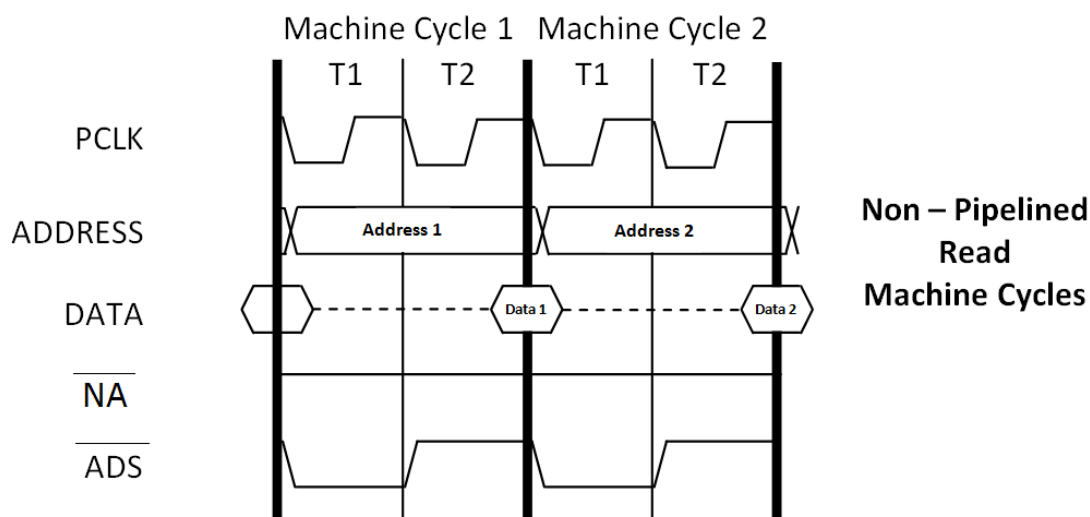 Machine Cycle 1 Machine Cycle 2
T1 T2 T1 T2
PCLK
ADDRESS Address 1 Address 2
Non – Pipelined
Read
Machine Cycles
DATA Data 1 Data 2
NA
ADS